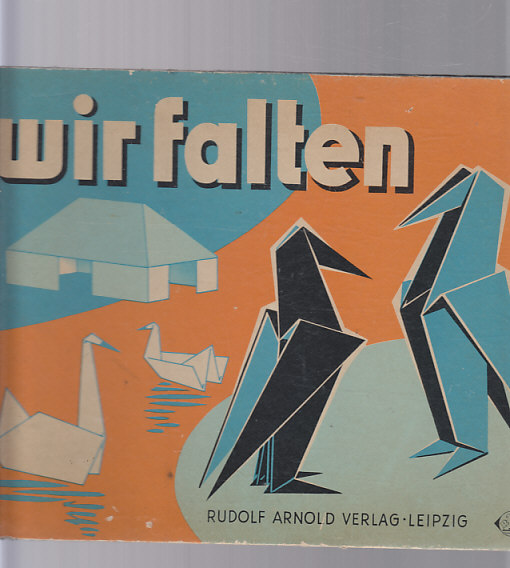 wir falten
RUDOLF ARNOLD VERLAG·LEIPZIG